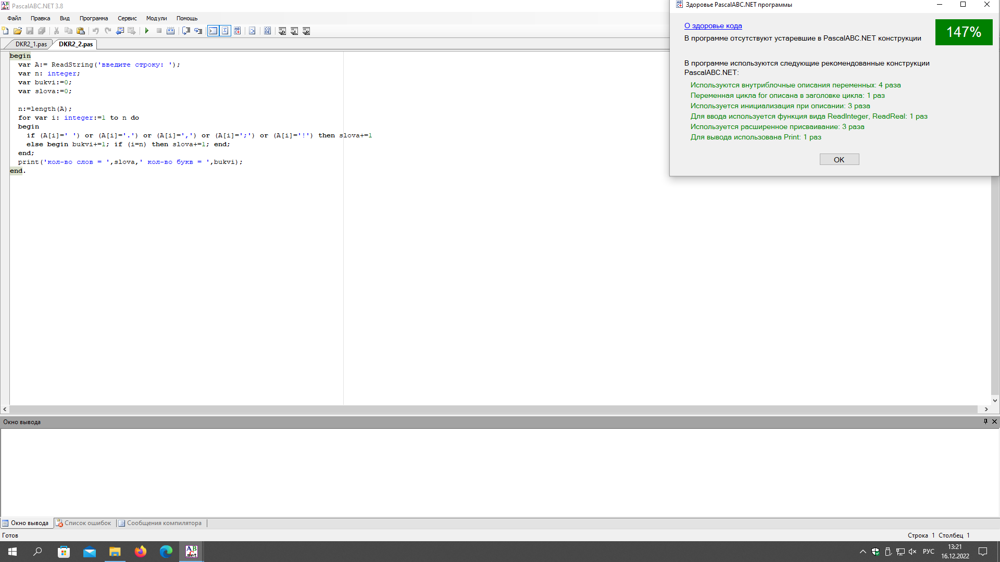 PascalABC.NET 3.8
Файл Правка Вид Программа Сервис Модули Помощь
DKR2_1.pas DKR2_2.pas
begin
var A:= ReadString('введите строку: ');
var n: integer;
var bukvi:=0;
var slova:=0;
n:=length(A);
for var i: integer:=1 to n do
begin
if (A[i]=' ') or (A[i]='.') or (A[i]=',') or (A[i]=';') or (A[i]='!') then slova+=1
else begin bukvi+=1; if (i=n) then slova+=1; end;
end;
print('кол-во слов = ',slova,' кол-во букв = ',bukvi);
end.
Здоровье PascalABC.NET программы
О здоровье кода
147%
В программе отсутствуют устаревшие в PascalABC.NET конструкции
В программе используются следующие рекомендованные конструкции
PascalABC.NET:
Используются внутриблочные описания переменных: 4 раза
Переменная цикла for описана в заголовке цикла: 1 раз
Используется инициализация при описании: 3 раза
Для ввода используется функция вида ReadInteger, ReadReal: 1 раз
Используется расширенное присваивание: 3 раза
Для вывода использована Print: 1 раз
OK
Окно вывода
Окно вывода Список ошибок Сообщения компилятора
Готов
Строка 1 Столбец 1
РУС
13:21
16.12.2022